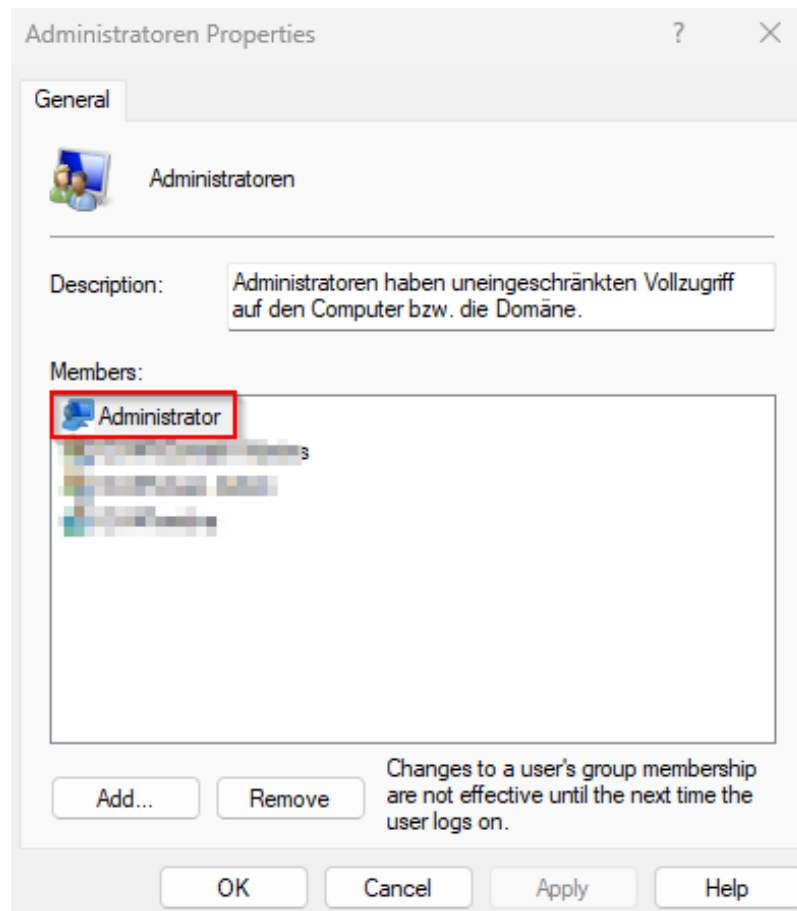 Administratoren Properties
?
General
Administratoren
Description:
Administratoren haben uneingeschränkten Vollzugriff
auf den Computer bzw. die Domäne.
Members:
Administrator
Add...
Remove
Changes to a user's group membership
are not effective until the next time the
user logs on.
OK
Cancel
Apply
Help